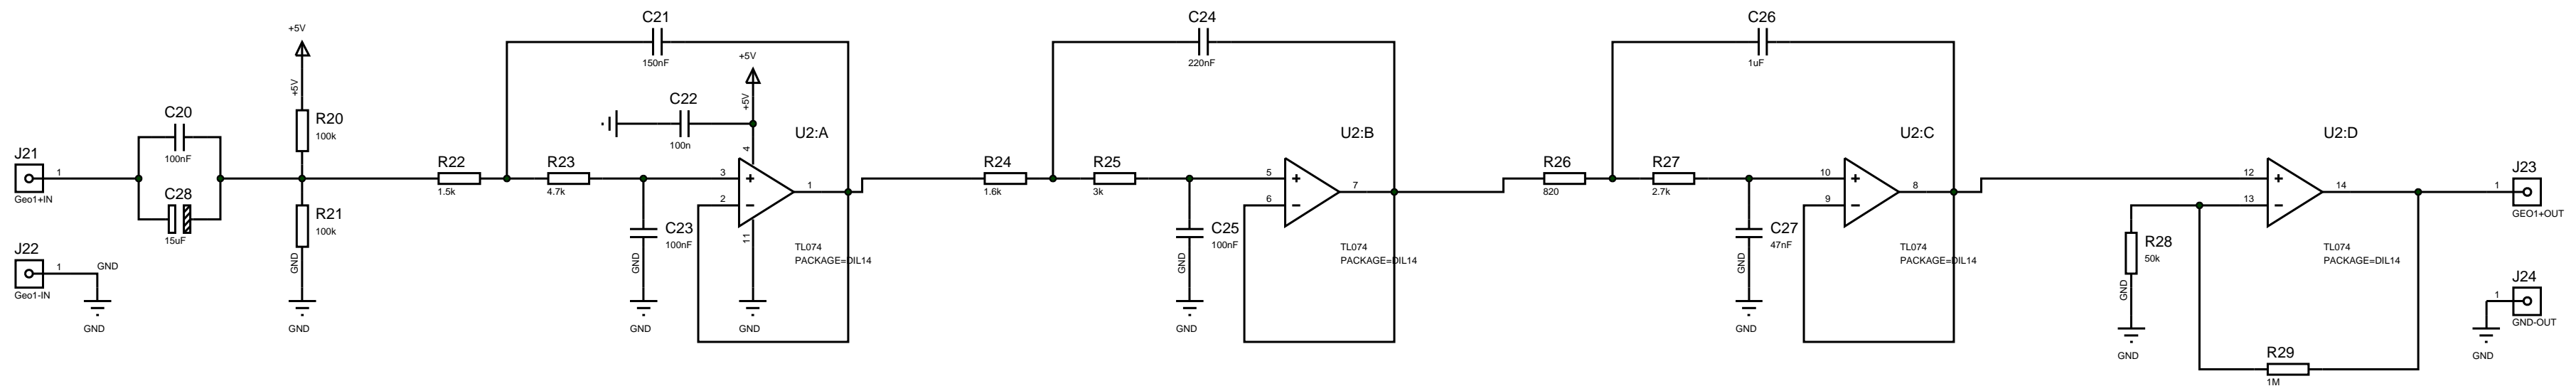 J21
1
Geo1+IN
J22
1
GND
Geo1-IN
GND
C20
100nF
C28
15uF
+5V
+5V
R20
100k
R21
100k
GND
GND
R22
1.5k
C21
150nF
R23
4.7k
C22
100n
+5V
+5V
C23
100nF
GND
GND
U2:A
3
2
4
11
1
TL074
PACKAGE=DIL14
GND
R24
1.6k
C24
220nF
R25
3k
C25
100nF
GND
GND
U2:B
5
6
7
TL074
PACKAGE=DIL14
R26
820
C26
1uF
R27
2.7k
C27
47nF
GND
GND
U2:C
10
9
8
TL074
PACKAGE=DIL14
U2:D
12
13
14
TL074
PACKAGE=DIL14
R28
50k
GND
GND
R29
1M
J23
1
GEO1+OUT
J24
1
GND-OUT
GND